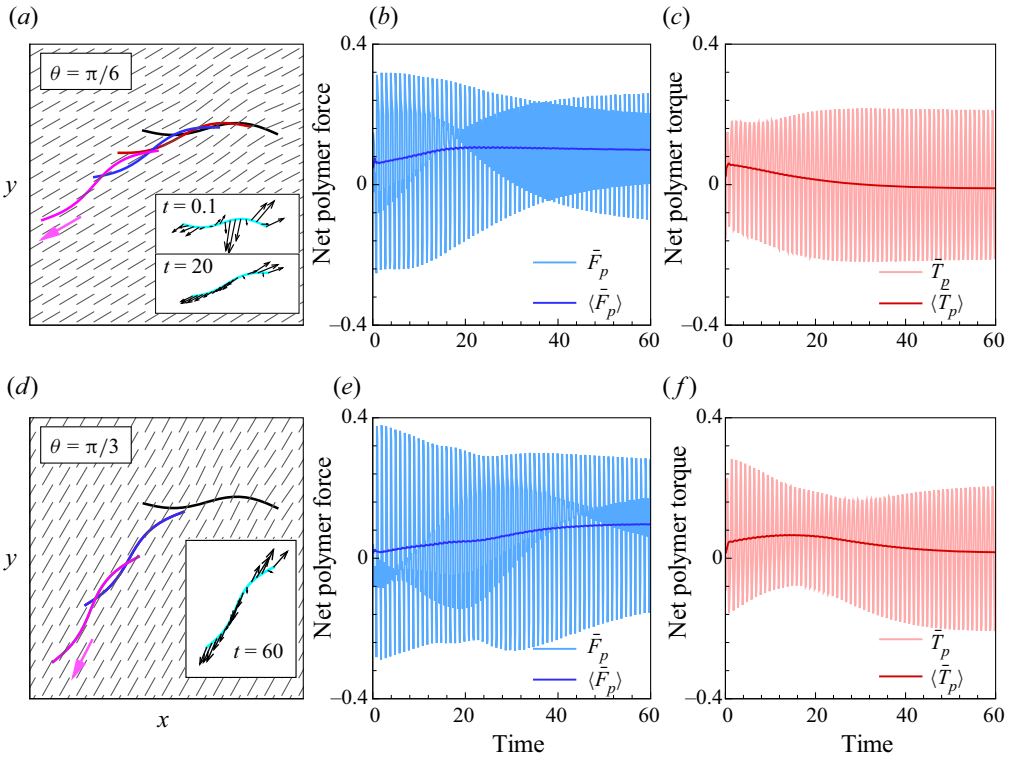 (a)
θ = π/6
y
t = 0.1
t = 20
(b)
Net polymer force
0.4
0
−0.4
0 20 40 60
F̄p
⟨F̄p⟩
(c)
Net polymer torque
0.4
0
−0.4
0 20 40 60
T̄p
⟨T̄p⟩
(d)
θ = π/3
y
t = 60
x
(e)
Net polymer force
0.4
0
−0.4
0 20 40 60
F̄p
⟨F̄p⟩
Time
(f)
Net polymer torque
0.4
0
−0.4
0 20 40 60
T̄p
⟨T̄p⟩
Time